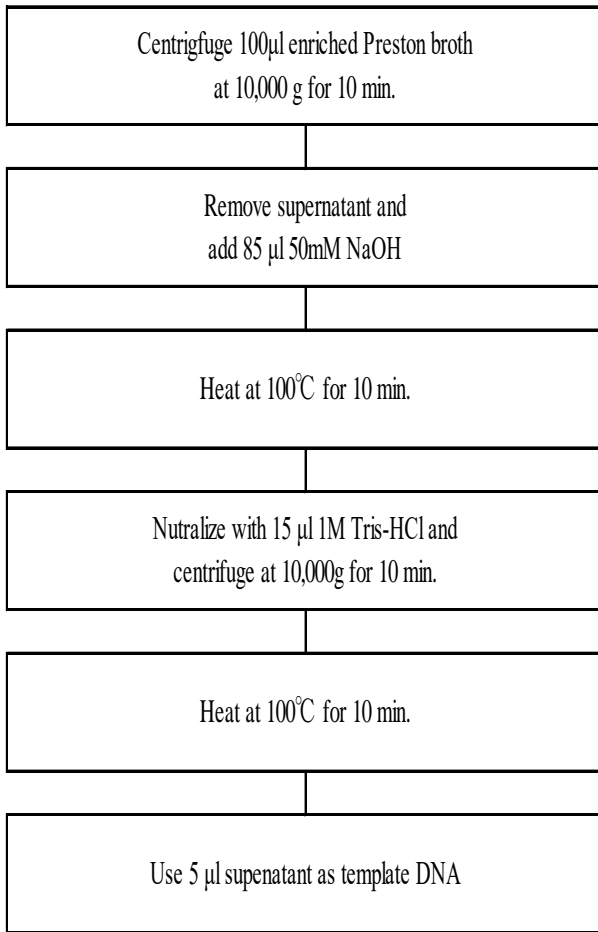 Centrigfuge 100μl enriched Preston broth
at 10,000 g for 10 min.
Remove supernatant and
add 85 μl 50mM NaOH
Heat at 100℃ for 10 min.
Nutralize with 15 μl 1M Tris-HCl and
centrifuge at 10,000g for 10 min.
Heat at 100℃ for 10 min.
Use 5 μl supenatant as template DNA